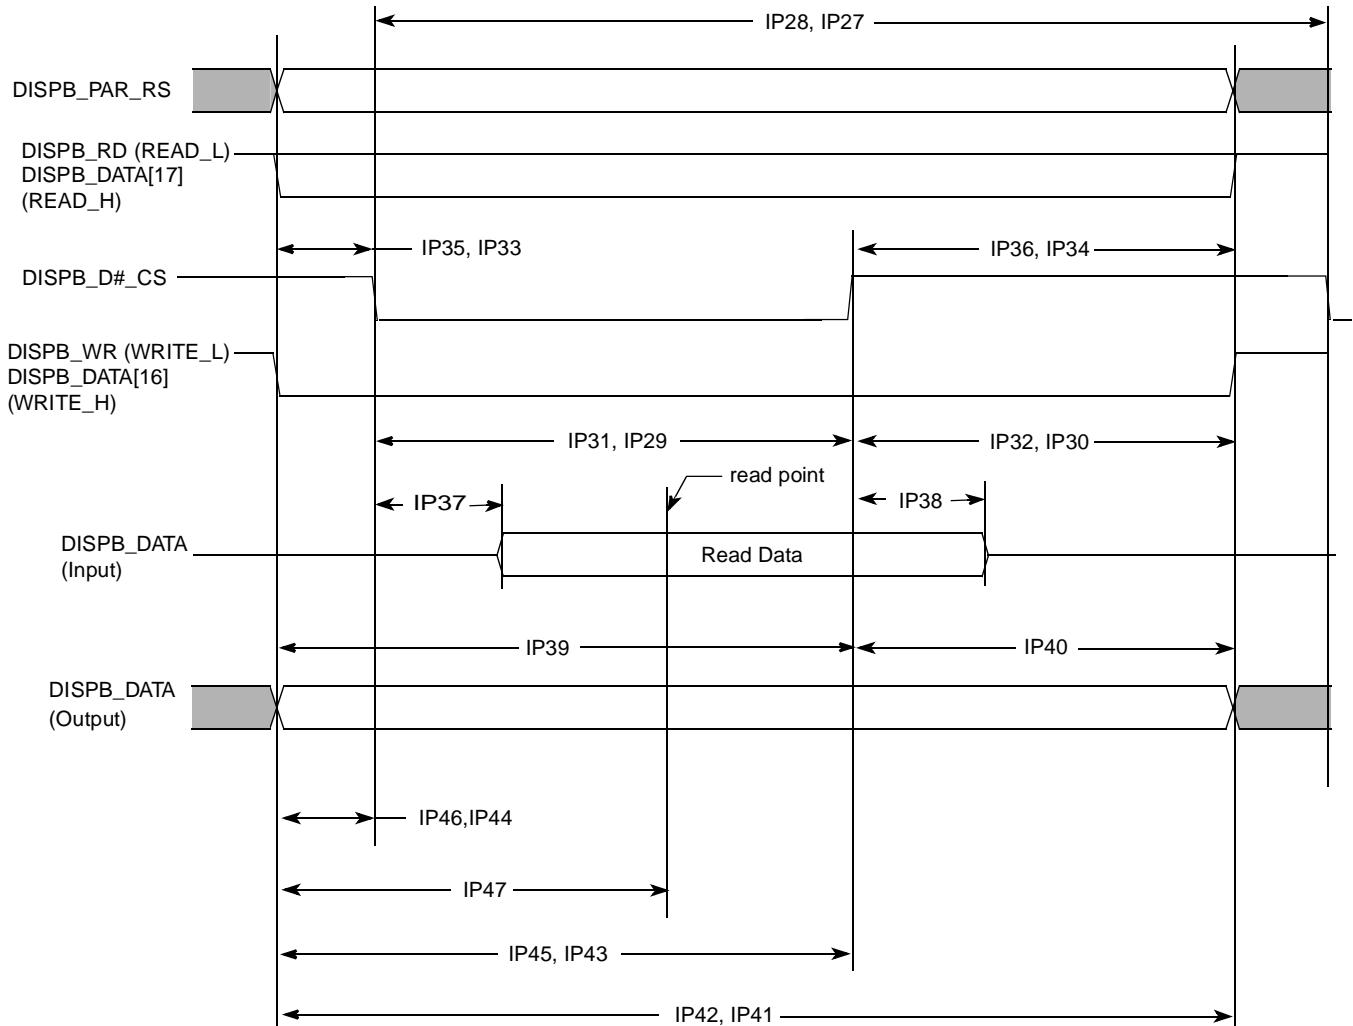 IP28, IP27
DISPB_PAR_RS
DISPB_RD (READ_L)
DISPB_DATA[17]
(READ_H)
IP35, IP33
IP36, IP34
DISPB_D#_CS
DISPB_WR (WRITE_L)
DISPB_DATA[16]
(WRITE_H)
IP31, IP29
IP32, IP30
read point
IP37
IP38
DISPB_DATA
(Input)
Read Data
IP39
IP40
DISPB_DATA
(Output)
IP46,IP44
IP47
IP45, IP43
IP42, IP41